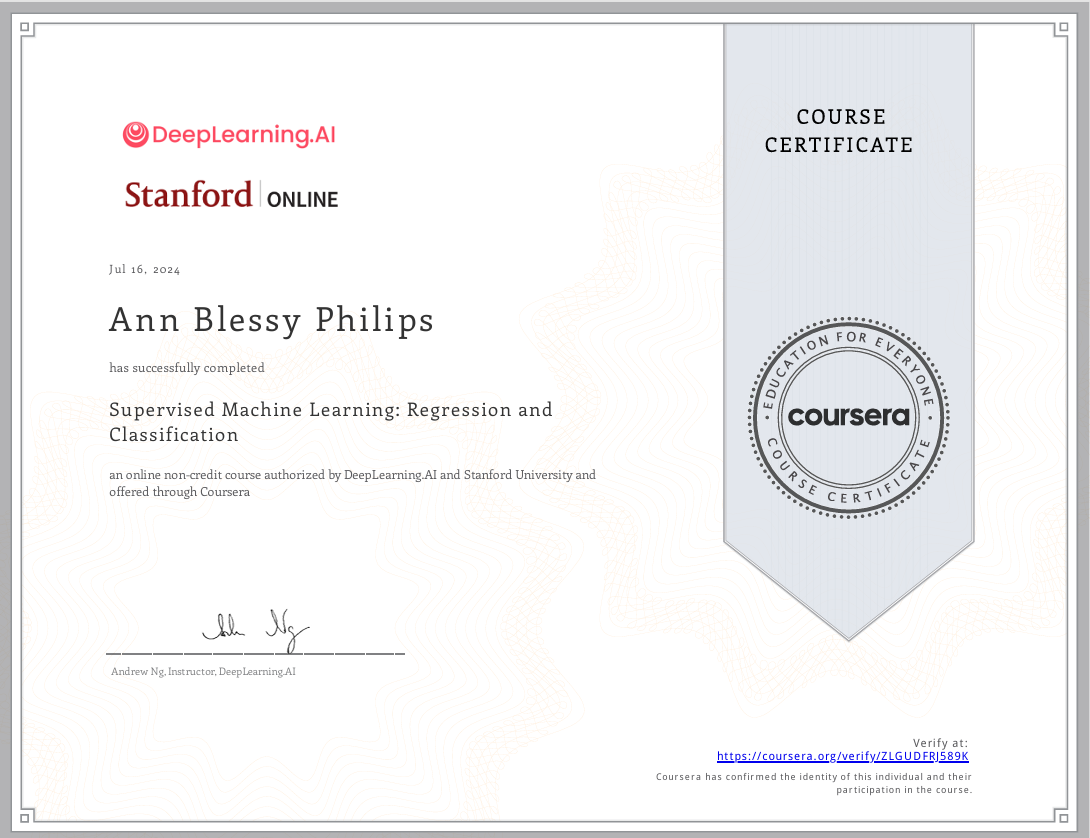 DeepLearning.AI
Stanford ONLINE
Jul 16, 2024
Ann Blessy Philips
has successfully completed
Supervised Machine Learning: Regression and
Classification
an online non-credit course authorized by DeepLearning.AI and Stanford University and
offered through Coursera
Andrew Ng, Instructor, DeepLearning.AI
COURSE
CERTIFICATE
EDUCATION FOR EVERYONE
coursera
COURSE CERTIFICATE
Verify at:
https://coursera.org/verify/ZLGUDFRJ589K
Coursera has confirmed the identity of this individual and their
participation in the course.